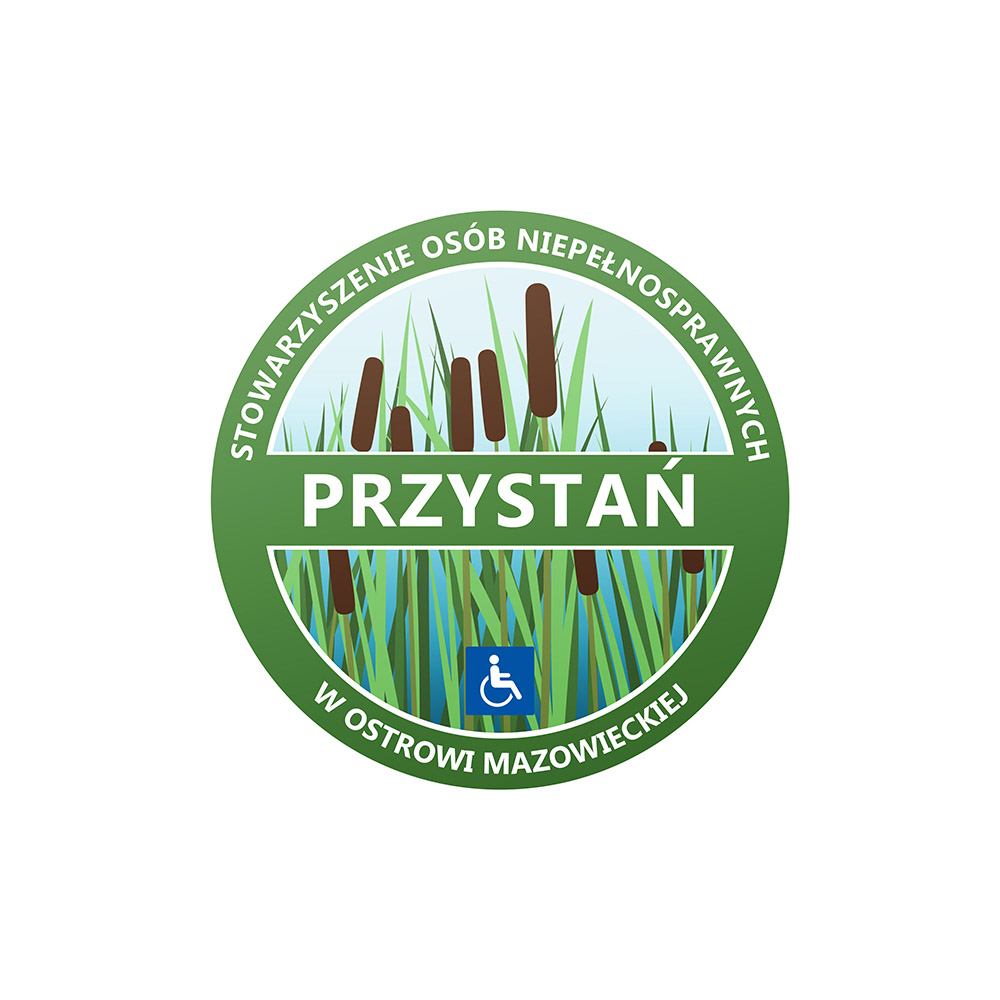 STOWARZYSZENIE OSÓB NIEPEŁNOSPRAWNYCH
PRZYSTAŃ
W OSTROWI MAZOWIECKIEJ